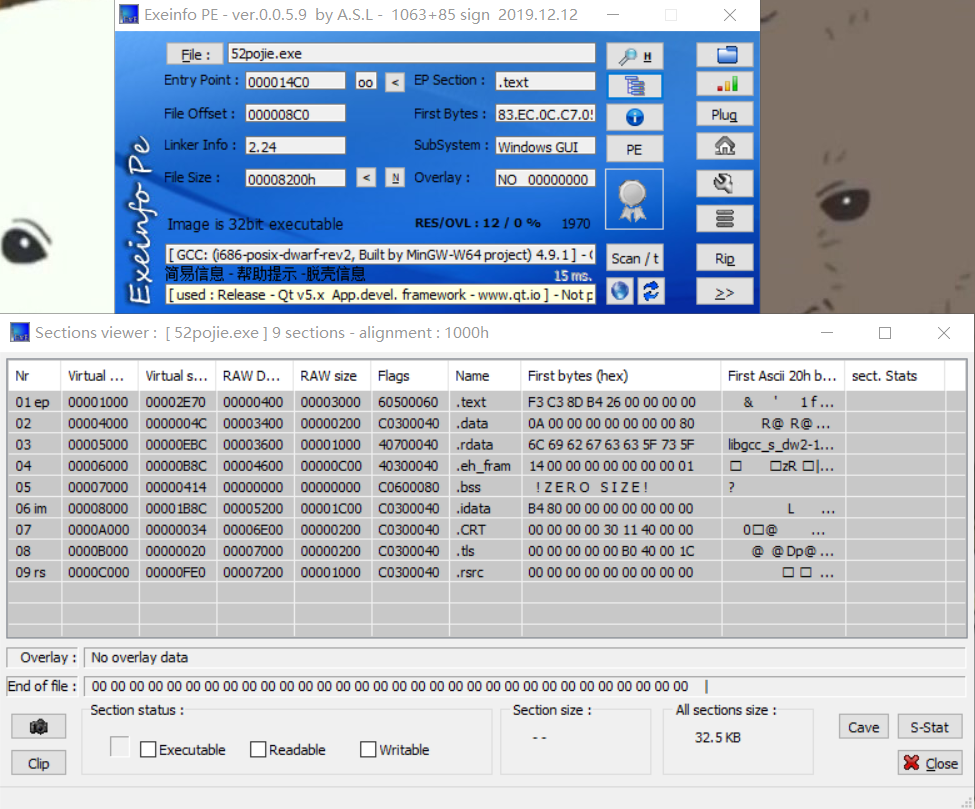 Exeinfo PE - ver.0.0.5.9 by A.S.L - 1063+85 sign 2019.12.12
File : 52pojie.exe H
Entry Point : 000014C0 oo < EP Section : .text
File Offset : 000008C0 First Bytes : 83.EC.0C.C7.0 Plug
Linker Info : 2.24 SubSystem : Windows GUI PE
File Size : 00008200h < N Overlay : NO 00000000
Image is 32bit executable RES/OVL : 12 / 0 % 1970
Exeinfo Pe
[ GCC: (i686-posix-dwarf-rev2, Built by MinGW-W64 project) 4.9.1 ] - Scan / t Rip
简易信息 - 帮助提示 - 脱壳信息 15 ms.
[ used : Release - Qt v5.x App.devel. framework - www.qt.io ] - Not p >>
Sections viewer : [ 52pojie.exe ] 9 sections - alignment : 1000h
Nr Virtual ... Virtual s... RAW D... RAW size Flags Name First bytes (hex) First Ascii 20h b... sect. Stats
01 ep 00001000 00002E70 00000400 00003000 60500060 .text F3 C3 8D B4 26 00 00 00 00 & ' 1 f ...
02 00004000 0000004C 00003400 00000200 C0300040 .data 0A 00 00 00 00 00 00 00 80 R@ R@...
03 00005000 00000EBC 00003600 00001000 40700040 .rdata 6C 69 62 67 63 63 5F 73 5F libgcc_s_dw2-1...
04 00006000 00000B8C 00004600 00000C00 40300040 .eh_fram 14 00 00 00 00 00 00 00 01 □ □zR □|...
05 00007000 00000414 00000000 00000000 C0600080 .bss ! Z E R O S I Z E ! ?
06 im 00008000 00001B8C 00005200 00001C00 C0300040 .idata B4 80 00 00 00 00 00 00 00 L ...
07 0000A000 00000034 00006E00 00000200 C0300040 .CRT 00 00 00 00 30 11 40 00 00 0□@ ...
08 0000B000 00000020 00007000 00000200 C0300040 .tls 00 00 00 00 00 B0 40 00 1C @ @Dp@...
09 rs 0000C000 00000FE0 00007200 00001000 C0300040 .rsrc 00 00 00 00 00 00 00 00 00 □ □ ...
Overlay : No overlay data
End of file : 00 00 00 00 00 00 00 00 00 00 00 00 00 00 00 00 00 00 00 00 00 00 00 00 00 00 00 00 00 00 00 00 |
Section status : Section size : All sections size :
Executable Readable Writable -- 32.5 KB Cave S-Stat
Clip Close